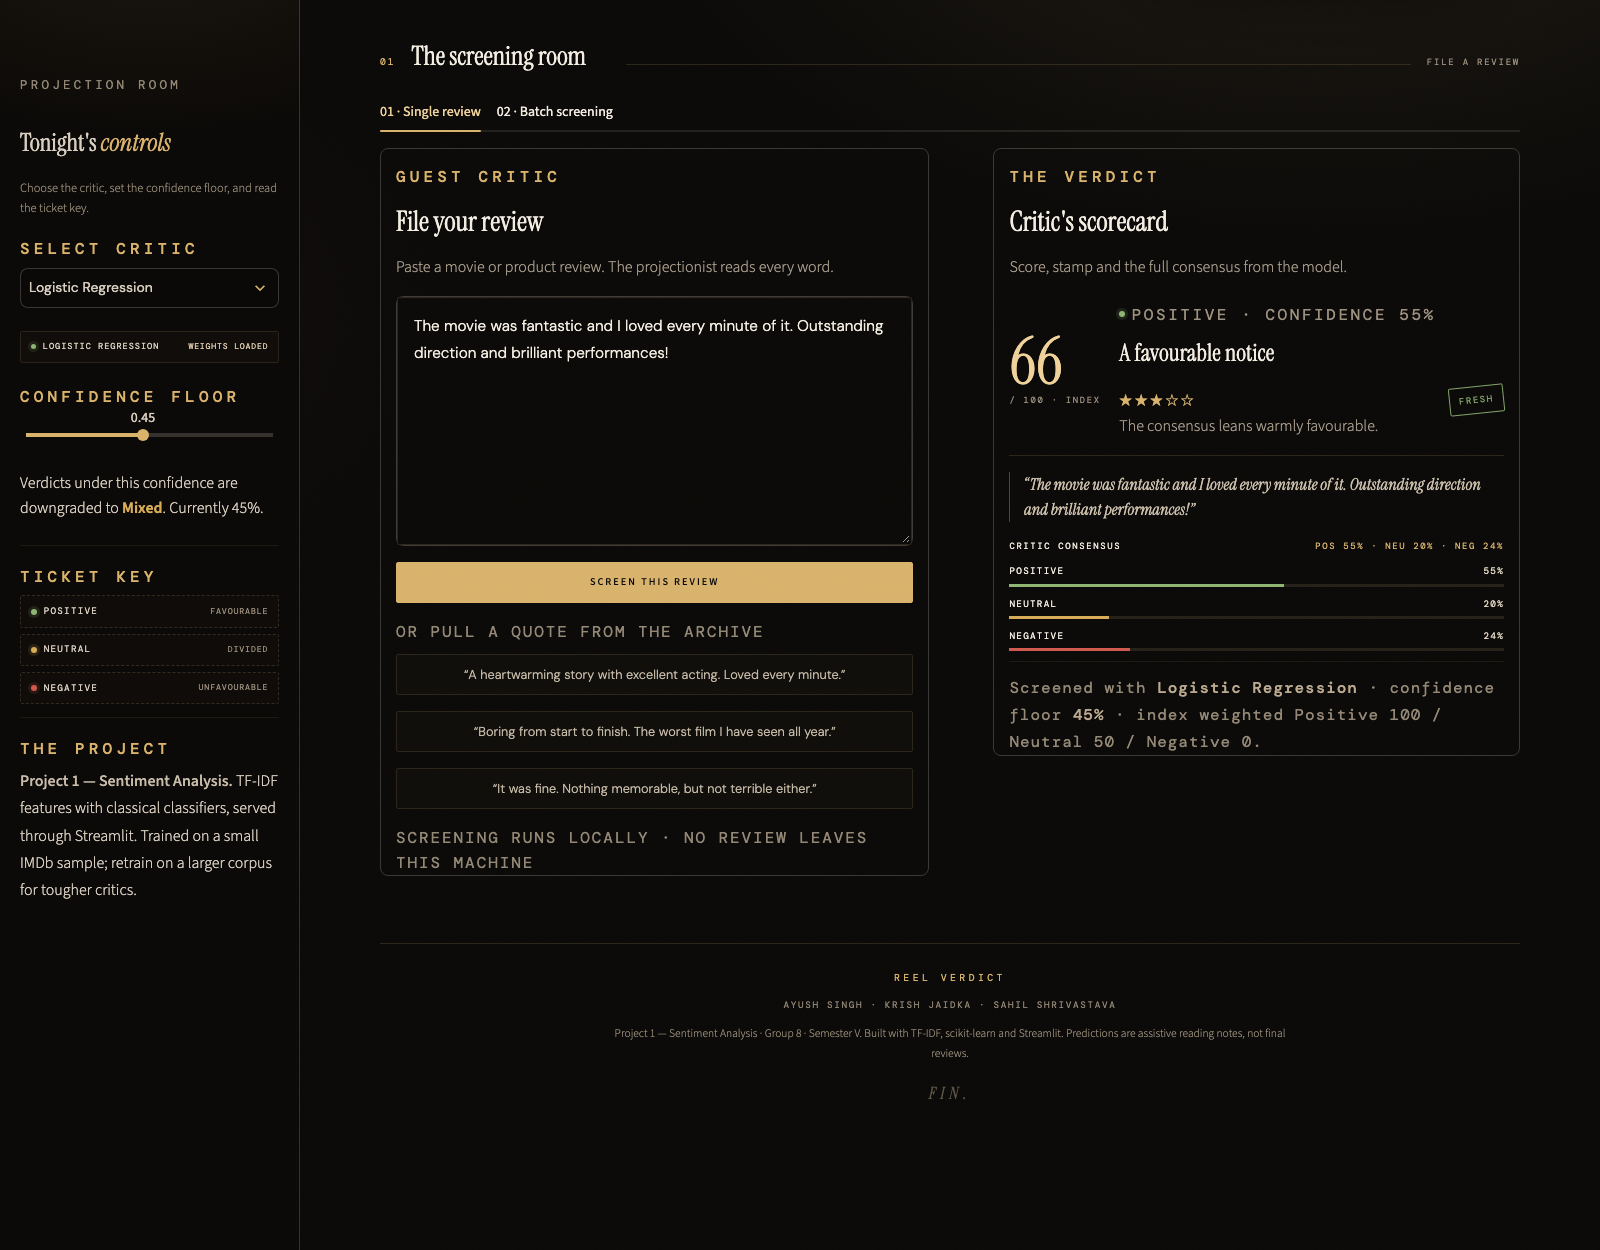 PROJECTION ROOM
Tonight's controls
Choose the critic, set the confidence floor, and read
the ticket key.
SELECT CRITIC
Logistic Regression
LOGISTIC REGRESSION WEIGHTS LOADED
CONFIDENCE FLOOR
0.45
Verdicts under this confidence are
downgraded to Mixed. Currently 45%.
TICKET KEY
POSITIVE FAVOURABLE
NEUTRAL DIVIDED
NEGATIVE UNFAVOURABLE
THE PROJECT
Project 1 — Sentiment Analysis. TF-IDF
features with classical classifiers, served
through Streamlit. Trained on a small
IMDb sample; retrain on a larger corpus
for tougher critics.
01 The screening room FILE A REVIEW
01 · Single review 02 · Batch screening
GUEST CRITIC
File your review
Paste a movie or product review. The projectionist reads every word.
The movie was fantastic and I loved every minute of it. Outstanding
direction and brilliant performances!
SCREEN THIS REVIEW
OR PULL A QUOTE FROM THE ARCHIVE
“A heartwarming story with excellent acting. Loved every minute.”
“Boring from start to finish. The worst film I have seen all year.”
“It was fine. Nothing memorable, but not terrible either.”
SCREENING RUNS LOCALLY · NO REVIEW LEAVES
THIS MACHINE
THE VERDICT
Critic's scorecard
Score, stamp and the full consensus from the model.
POSITIVE · CONFIDENCE 55%
66
/ 100 · INDEX
A favourable notice
★★★☆☆
The consensus leans warmly favourable.
FRESH
“The movie was fantastic and I loved every minute of it. Outstanding direction
and brilliant performances!”
CRITIC CONSENSUS POS 55% · NEU 20% · NEG 24%
POSITIVE 55%
NEUTRAL 20%
NEGATIVE 24%
Screened with Logistic Regression · confidence
floor 45% · index weighted Positive 100 /
Neutral 50 / Negative 0.
REEL VERDICT
AYUSH SINGH · KRISH JAIDKA · SAHIL SHRIVASTAVA
Project 1 — Sentiment Analysis · Group 8 · Semester V. Built with TF-IDF, scikit-learn and Streamlit. Predictions are assistive reading notes, not final
reviews.
FIN.